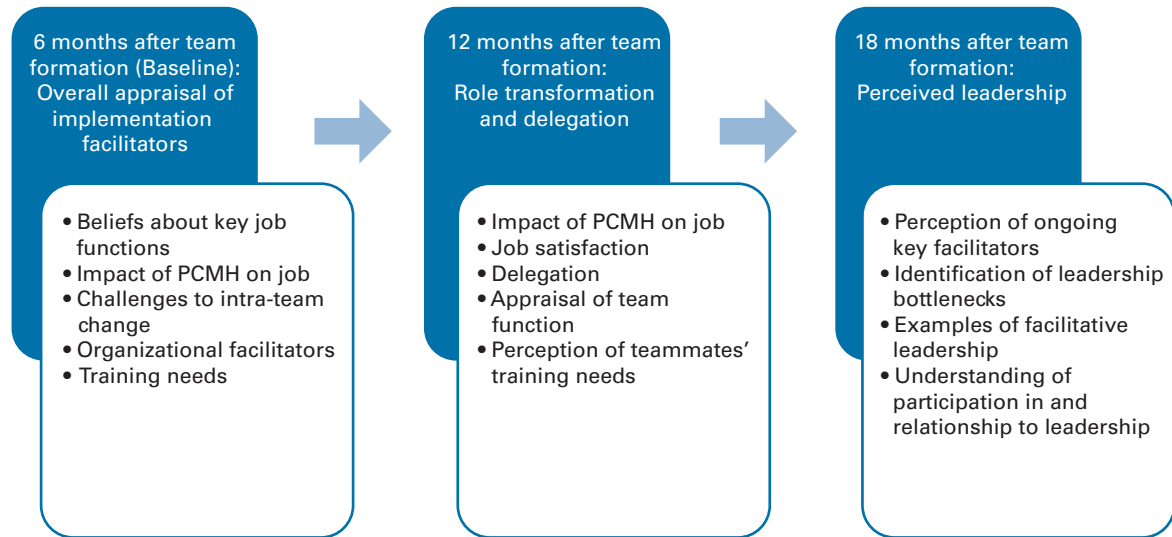 6 months after team
formation (Baseline):
Overall appraisal of
implementation
facilitators
• Beliefs about key job
functions
• Impact of PCMH on job
• Challenges to intra-team
change
• Organizational facilitators
• Training needs
12 months after team
formation:
Role transformation
and delegation
• Impact of PCMH on job
• Job satisfaction
• Delegation
• Appraisal of team
function
• Perception of teammates’
training needs
18 months after team
formation:
Perceived leadership
• Perception of ongoing
key facilitators
• Identification of leadership
bottlenecks
• Examples of facilitative
leadership
• Understanding of
participation in and
relationship to leadership